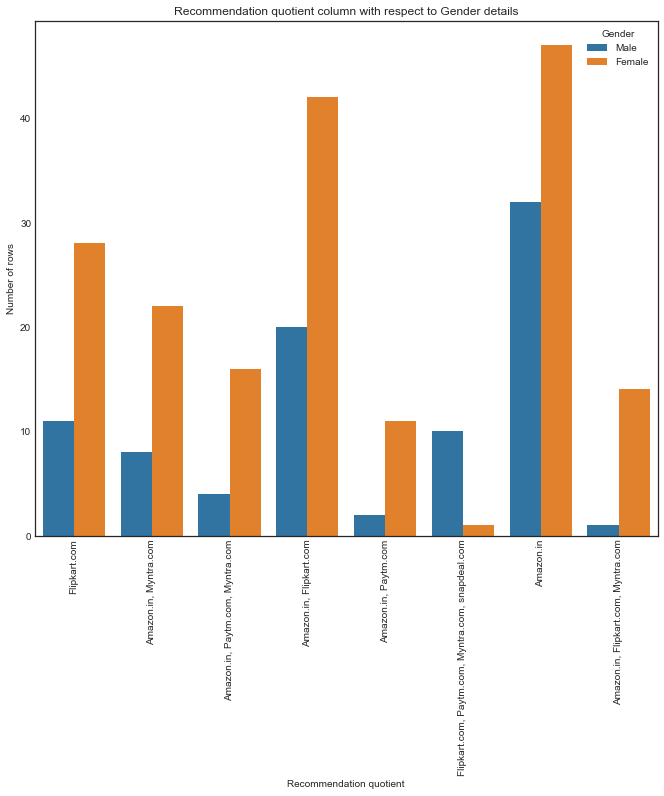 Recommendation quotient column with respect to Gender details
Gender
Male
Female
Number of rows
40
30
20
10
0
Flipkart.com
Amazon.in, Myntra.com
Amazon.in, Paytm.com, Myntra.com
Amazon.in, Flipkart.com
Amazon.in, Paytm.com
Flipkart.com, Paytm.com, Myntra.com, snapdeal.com
Amazon.in
Amazon.in, Flipkart.com, Myntra.com
Recommendation quotient